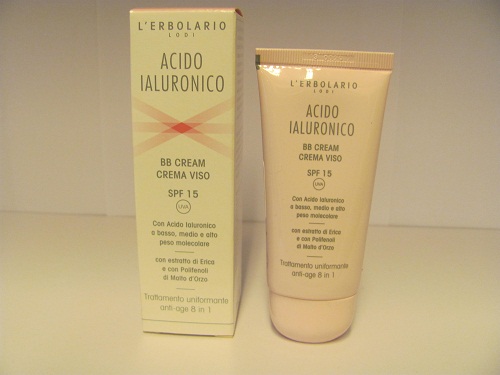 L'ERBOLARIO
LODI
ACIDO
IALURONICO
BB CREAM
CREMA VISO
SPF 15
UVA
Con Acido Ialuronico
a basso, medio e alto
peso molecolare
con estratto di Erica
e con Polifenoli
di Malto d'Orzo
Trattamento uniformante
anti-age 8 in 1
L'ERBOLARIO
LODI
ACIDO
IALURONICO
BB CREAM
CREMA VISO
SPF 15
UVA
Con Acido Ialuronico
a basso, medio e alto
peso molecolare
con estratto di Erica
e con Polifenoli
di Malto d'Orzo
Trattamento uniformante
anti-age 8 in 1